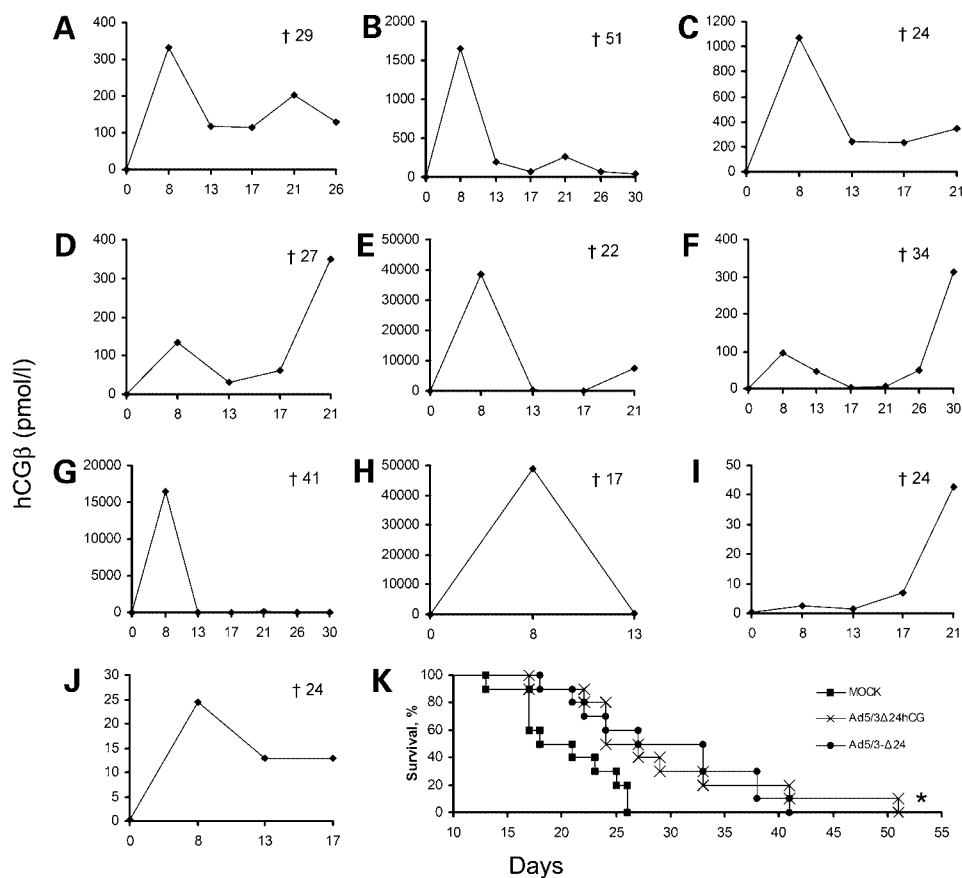 A
† 29
400
300
200
100
0
0 8 13 17 21 26
B
† 51
2000
1500
1000
500
0
0 8 13 17 21 26 30
C
† 24
1200
1000
800
600
400
200
0
0 8 13 17 21
D
† 27
400
300
200
100
0
0 8 13 17 21
E
† 22
50000
40000
30000
20000
10000
0
0 8 13 17 21
F
† 34
400
300
200
100
0
0 8 13 17 21 26 30
hCGβ (pmol/l)
G
† 41
20000
15000
10000
5000
0
0 8 13 17 21 26 30
H
† 17
50000
40000
30000
20000
10000
0
0 8 13
I
† 24
50
40
30
20
10
0
0 8 13 17 21
J
† 24
30
25
20
15
10
5
0
0 8 13 17
K
Survival, %
100
80
60
40
20
0
10 15 20 25 30 35 40 45 50 55
MOCK
Ad5/3Δ24hCG
Ad5/3-Δ24
*
Days